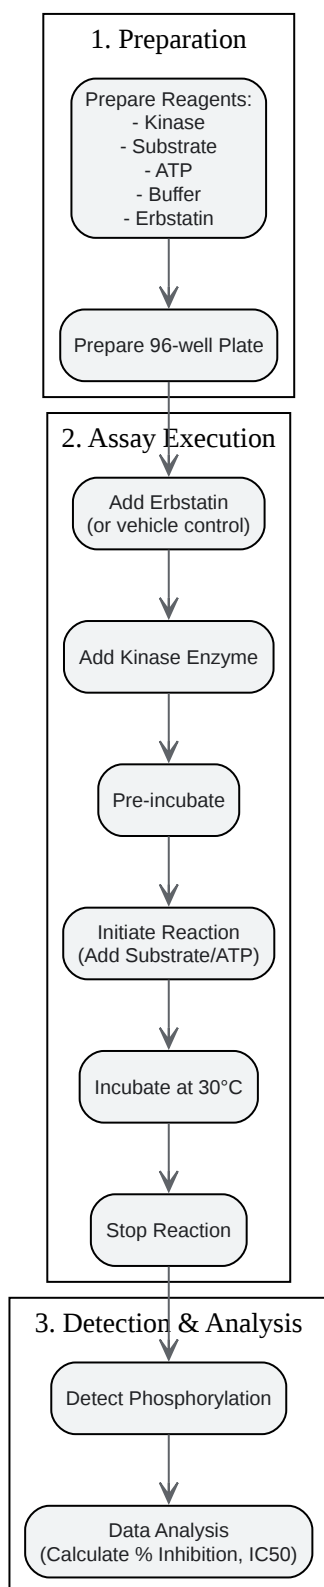 1. Preparation
Prepare Reagents:
- Kinase
- Substrate
- ATP
- Buffer
- Erbstatin
Prepare 96-well Plate
2. Assay Execution
Add Erbstatin
(or vehicle control)
Add Kinase Enzyme
Pre-incubate
Initiate Reaction
(Add Substrate/ATP)
Incubate at 30°C
Stop Reaction
3. Detection & Analysis
Detect Phosphorylation
Data Analysis
(Calculate % Inhibition, IC50)